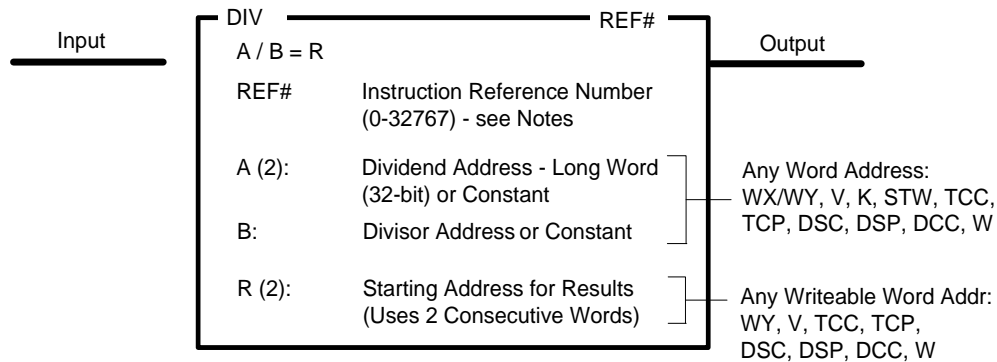 DIV REF#
Input
Output
A / B = R
REF# Instruction Reference Number
(0-32767) - see Notes
A (2): Dividend Address - Long Word
(32-bit) or Constant
B: Divisor Address or Constant
Any Word Address:
WX/WY, V, K, STW, TCC,
TCP, DSC, DSP, DCC, W
R (2): Starting Address for Results
(Uses 2 Consecutive Words)
Any Writeable Word Addr:
WY, V, TCC, TCP,
DSC, DSP, DCC, W